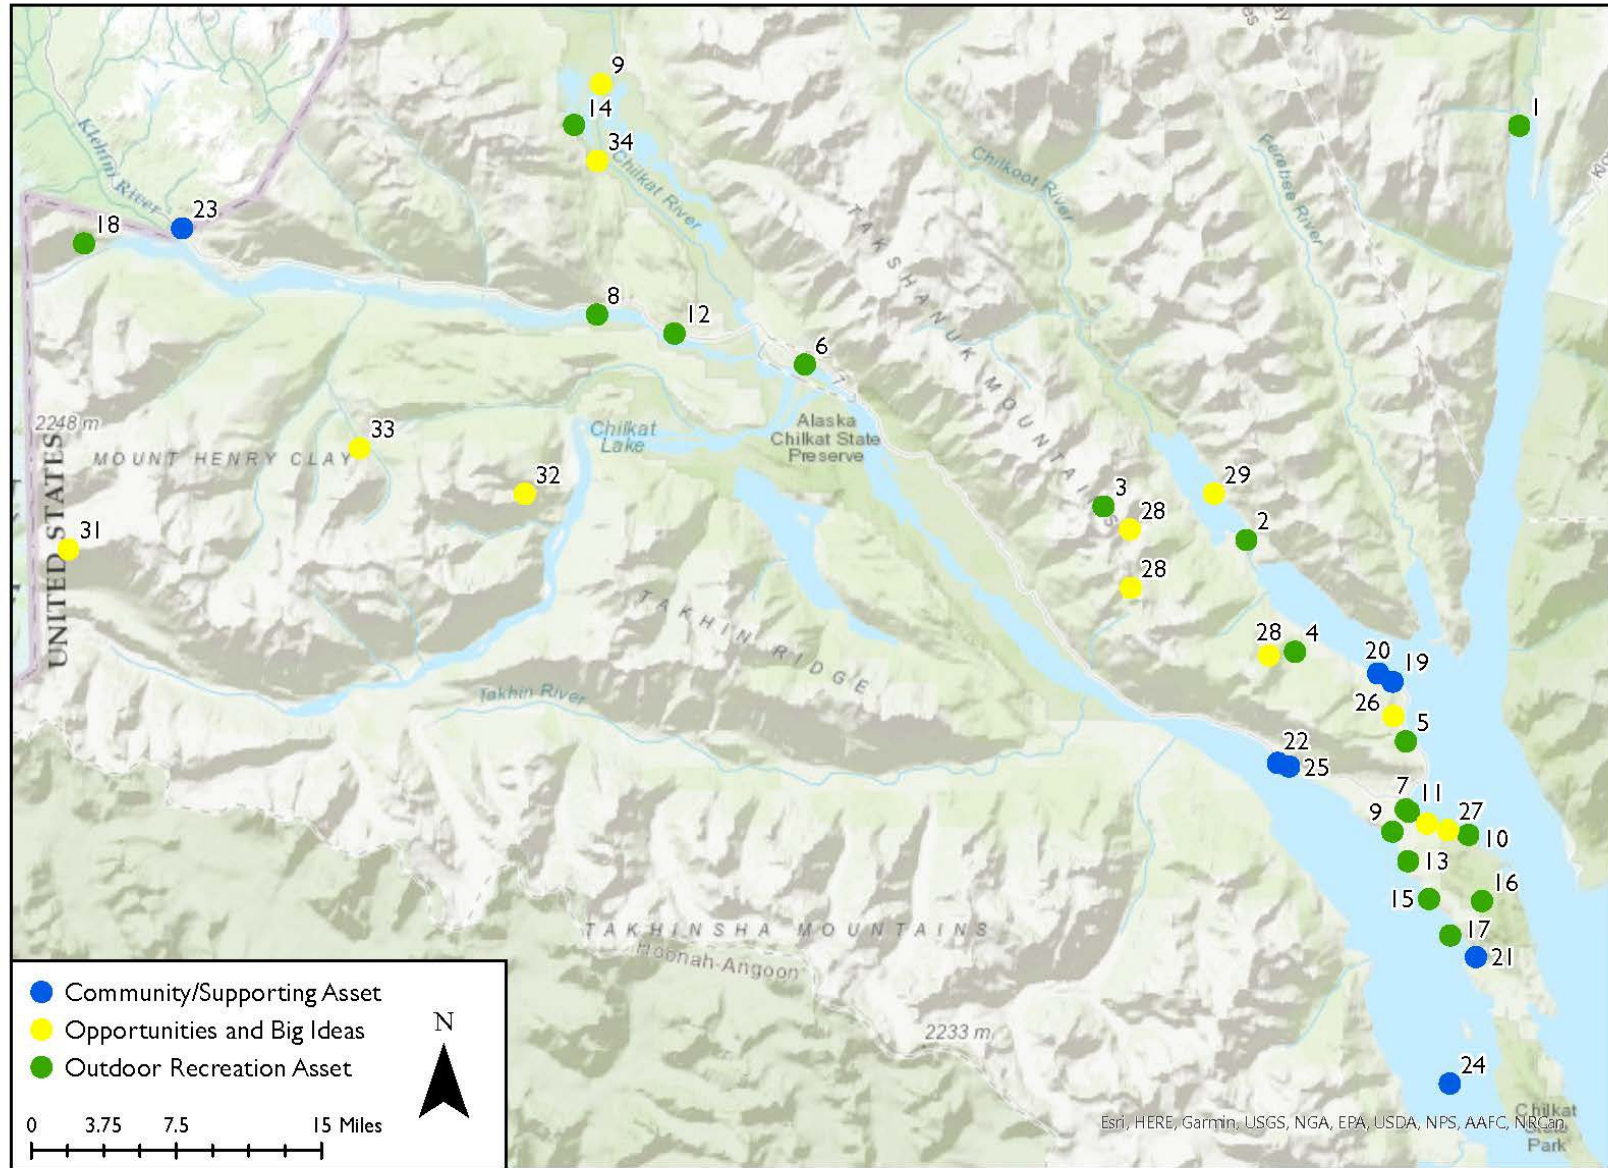 9
14
34
1
Klehini River
Chilkat River
Chilkoot River
Ferebee River
18
23
8
12
6
7
TAKSHANUK MOUNTAINS
2248 m
33
MOUNT HENRY CLAY
Chilkat
Lake
Alaska
Chilkat State
Preserve
32
31
UNITED STATES
3
28
29
2
28
28
4
TAKHIN RIDGE
Takhin River
20
19
26
5
22
25
7
11
27
9
10
13
15
16
17
21
TAKHINSHA MOUNTAINS
Hoonah-Angoon
2233 m
24
Community/Supporting Asset
Opportunities and Big Ideas
Outdoor Recreation Asset
N
0 3.75 7.5 15 Miles
Esri, HERE, Garmin, USGS, NGA, EPA, USDA, NPS, AAFC, NRCan
Chilkat
State
Park